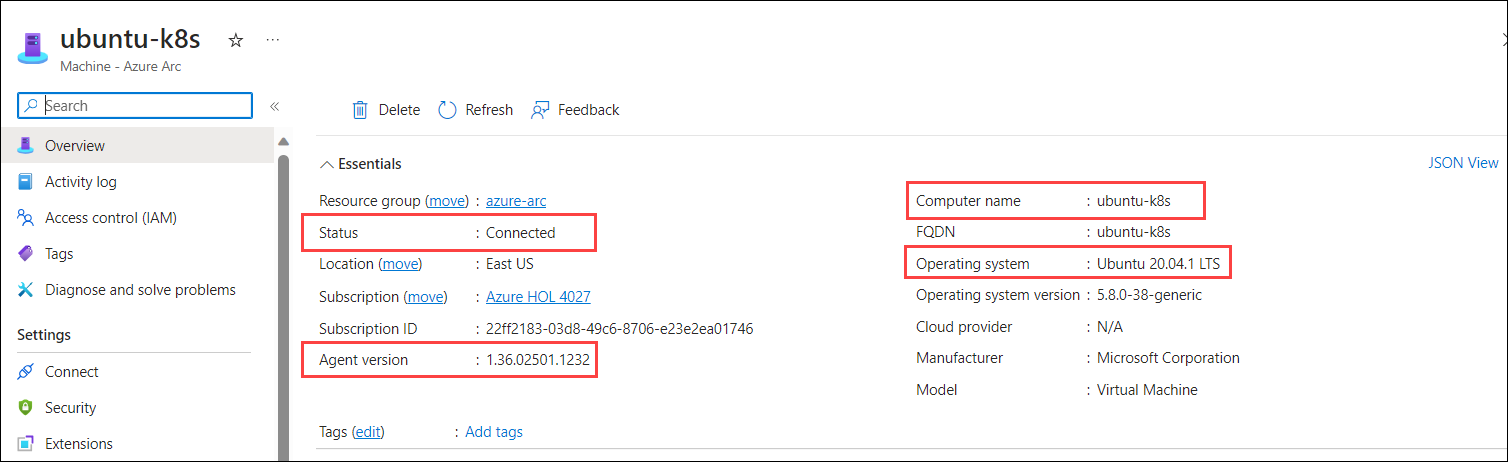 ubuntu-k8s
Machine - Azure Arc
Search
Overview
Activity log
Access control (IAM)
Tags
Diagnose and solve problems
Settings
Connect
Security
Extensions
Delete Refresh Feedback
Essentials
JSON View
Resource group (move) : azure-arc
Status : Connected
Location (move) : East US
Subscription (move) : Azure HOL 4027
Subscription ID : 22ff2183-03d8-49c6-8706-e23e2ea01746
Agent version : 1.36.02501.1232
Computer name : ubuntu-k8s
FQDN : ubuntu-k8s
Operating system : Ubuntu 20.04.1 LTS
Operating system version : 5.8.0-38-generic
Cloud provider : N/A
Manufacturer : Microsoft Corporation
Model : Virtual Machine
Tags (edit) : Add tags